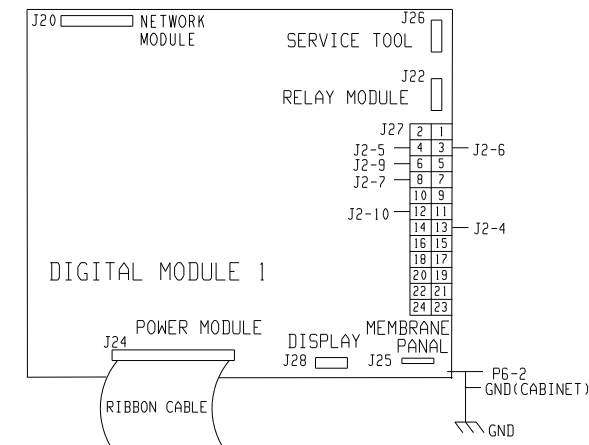 J20 NETWORK
MODULE
J26
SERVICE TOOL
J22
RELAY MODULE
J27 2 1
J2-5 4 3 J2-6
J2-9 6 5
J2-7 8 7
10 9
J2-10 12 11
14 13 J2-4
16 15
18 17
20 19
22 21
24 23
DIGITAL MODULE 1
POWER MODULE
J24
DISPLAY
J28
MEMBRANE
PANAL
J25
P6-2
GND(CABINET)
RIBBON CABLE
GND